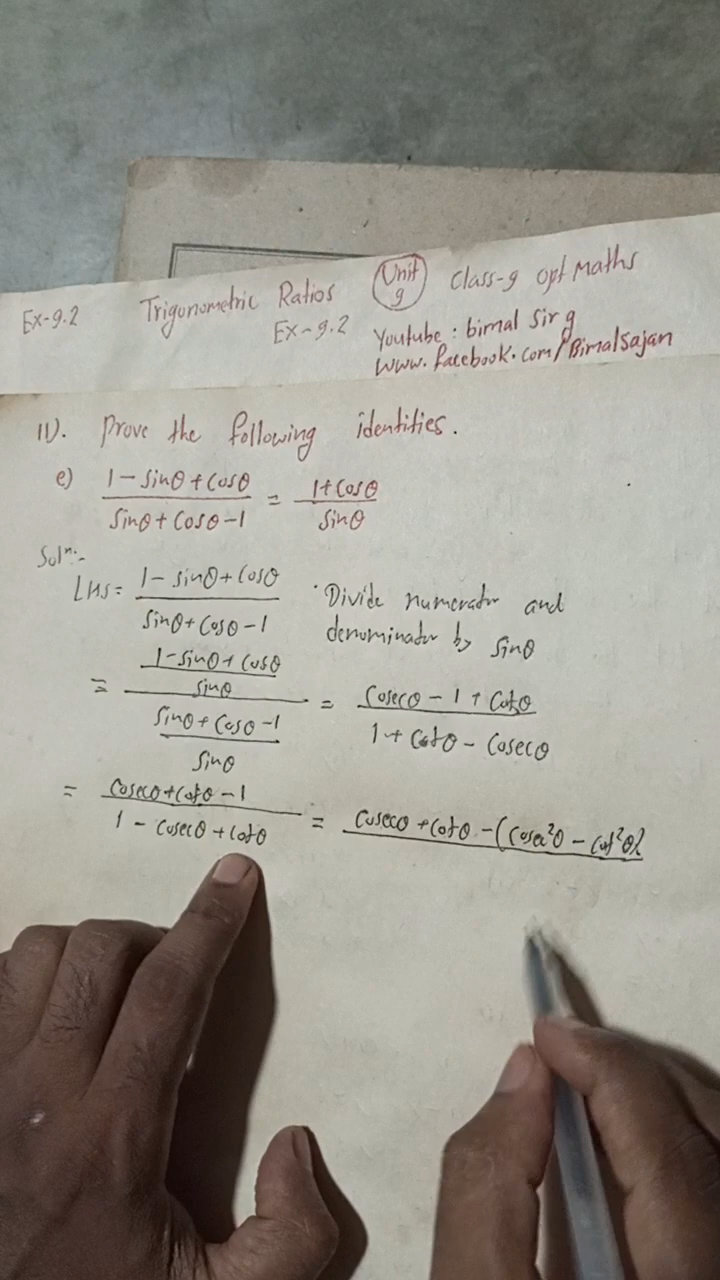 Ex-9.2 Trigonometric Ratios Unit 9 Class-9 opt Maths
Ex-9.2 Youtube : bimal Sir g
www.facebook.com/Bimalsajan
11). Prove the following identities.
e) (1 - sinθ + cosθ)/(sinθ + cosθ - 1) = (1 + cosθ)/sinθ
Solⁿ:-
LHS = (1 - sinθ + cosθ)/(sinθ + cosθ - 1) Divide numerator and
denominator by sinθ
= ((1 - sinθ + cosθ)/sinθ)/((sinθ + cosθ - 1)/sinθ) = (cosecθ - 1 + cotθ)/(1 + cotθ - cosecθ)
= (cosecθ + cotθ - 1)/(1 - cosecθ + cotθ) = cosecθ + cotθ - (cosec²θ - cot²θ)